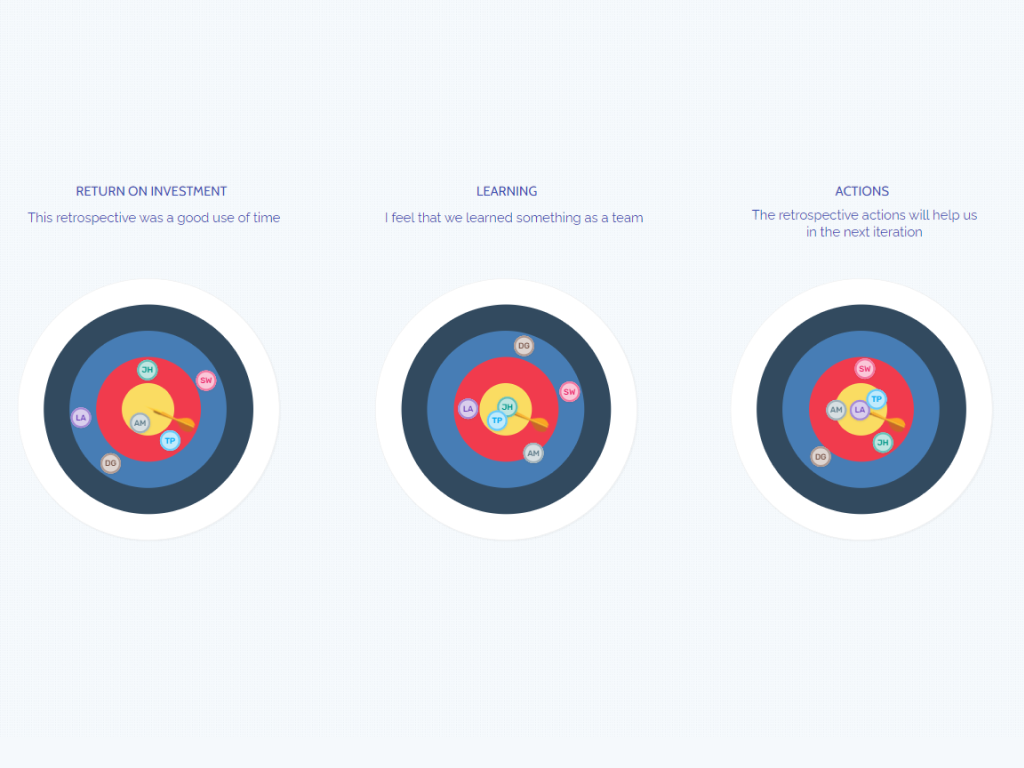 RETURN ON INVESTMENT
This retrospective was a good use of time
JH
SW
LA
AM
TP
DG
LEARNING
I feel that we learned something as a team
DG
SW
LA
JH
TP
AM
ACTIONS
The retrospective actions will help us
in the next iteration
SW
TP
AM
LA
JH
DG